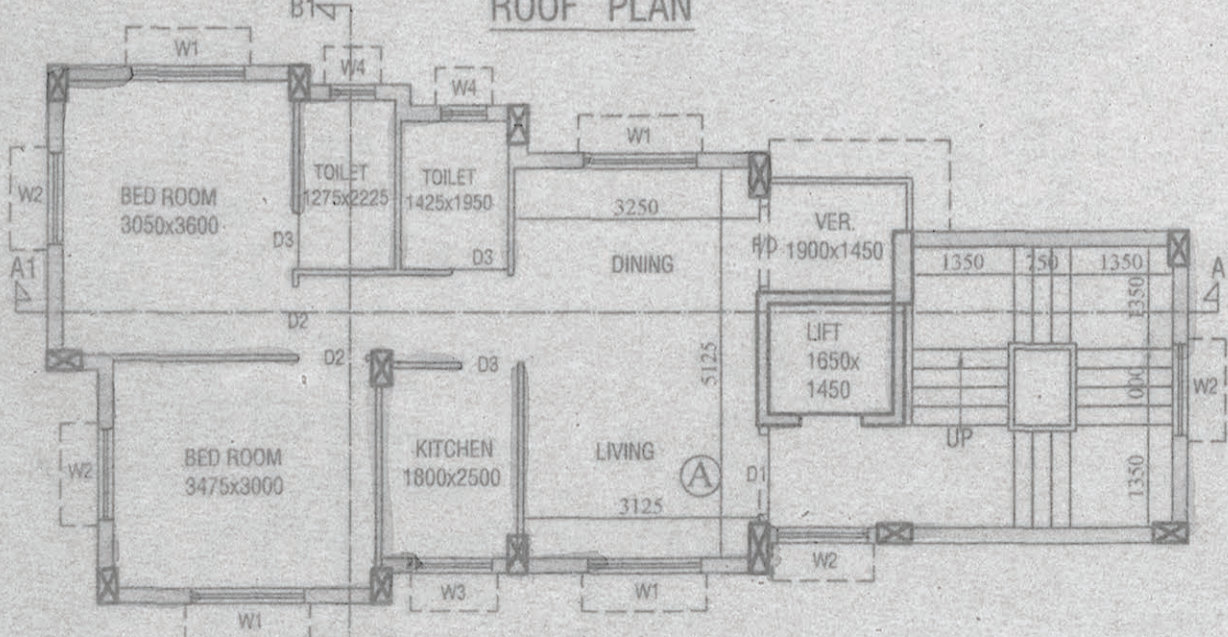 B1
ROOF PLAN
W1
W4
W4
W1
W2
BED ROOM
3050x3600
TOILET
1275x2225
TOILET
1425x1950
3250
VER.
1900x1450
D3
D3
DINING
F/D
1350
750
1350
A1
A
1350
D2
D2
D3
LIFT
1650x
1450
5125
W2
UP
BED ROOM
3475x3000
KITCHEN
1800x2500
LIVING
A
D1
W2
1350
3125
W3
W1
W2
W1